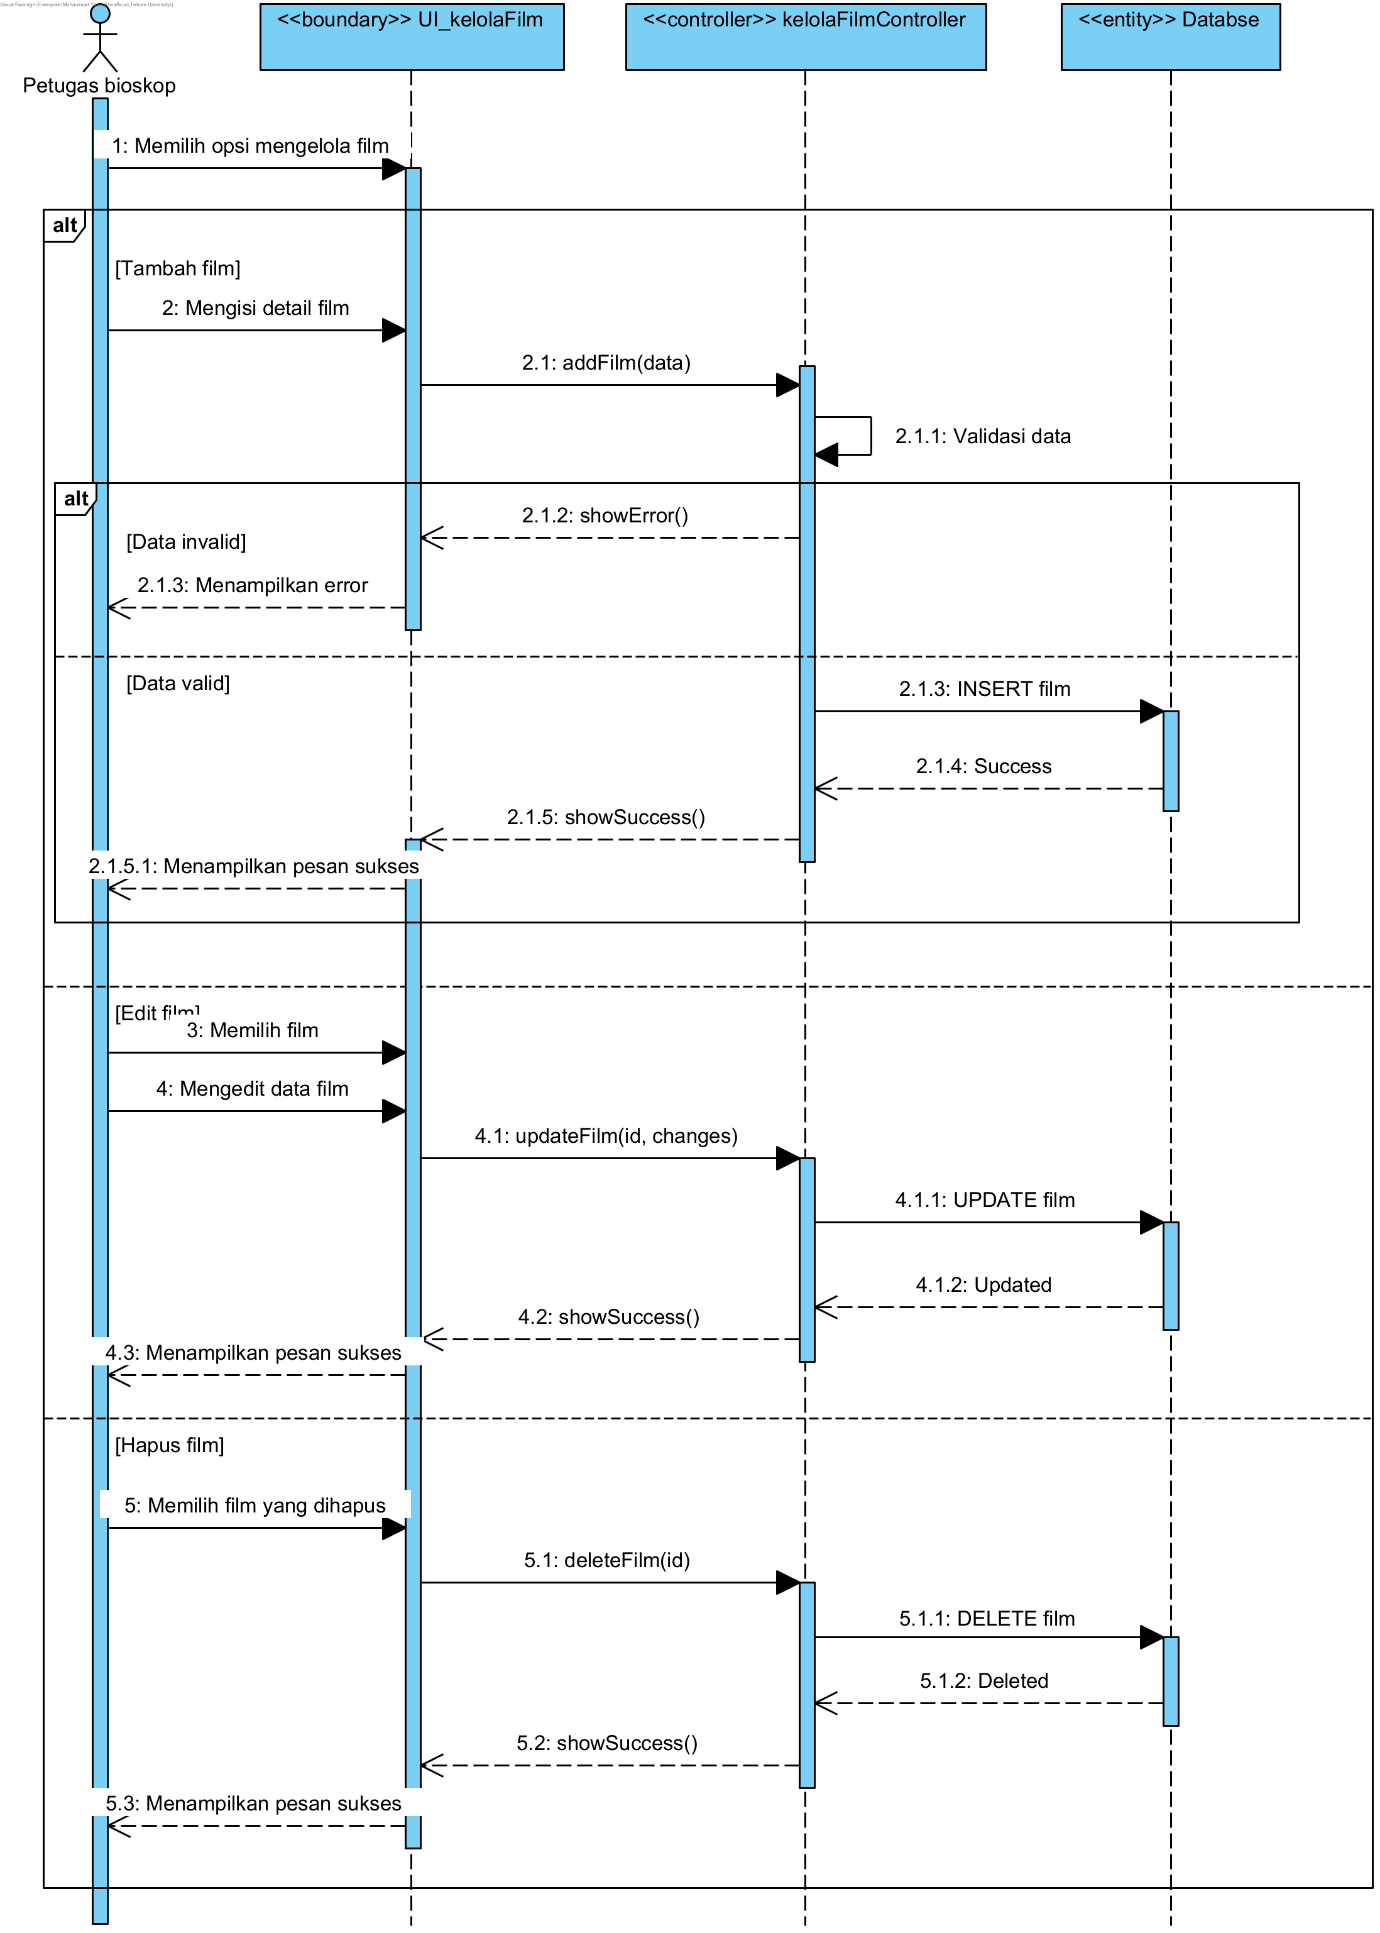 Petugas bioskop
<<boundary>> UI_kelolaFilm
<<controller>> kelolaFilmController
<<entity>> Databse
1: Memilih opsi mengelola film
alt
[Tambah film]
2: Mengisi detail film
2.1: addFilm(data)
2.1.1: Validasi data
alt
2.1.2: showError()
[Data invalid]
2.1.3: Menampilkan error
[Data valid]
2.1.3: INSERT film
2.1.4: Success
2.1.5: showSuccess()
2.1.5.1: Menampilkan pesan sukses
[Edit film]
3: Memilih film
4: Mengedit data film
4.1: updateFilm(id, changes)
4.1.1: UPDATE film
4.1.2: Updated
4.2: showSuccess()
4.3: Menampilkan pesan sukses
[Hapus film]
5: Memilih film yang dihapus
5.1: deleteFilm(id)
5.1.1: DELETE film
5.1.2: Deleted
5.2: showSuccess()
5.3: Menampilkan pesan sukses